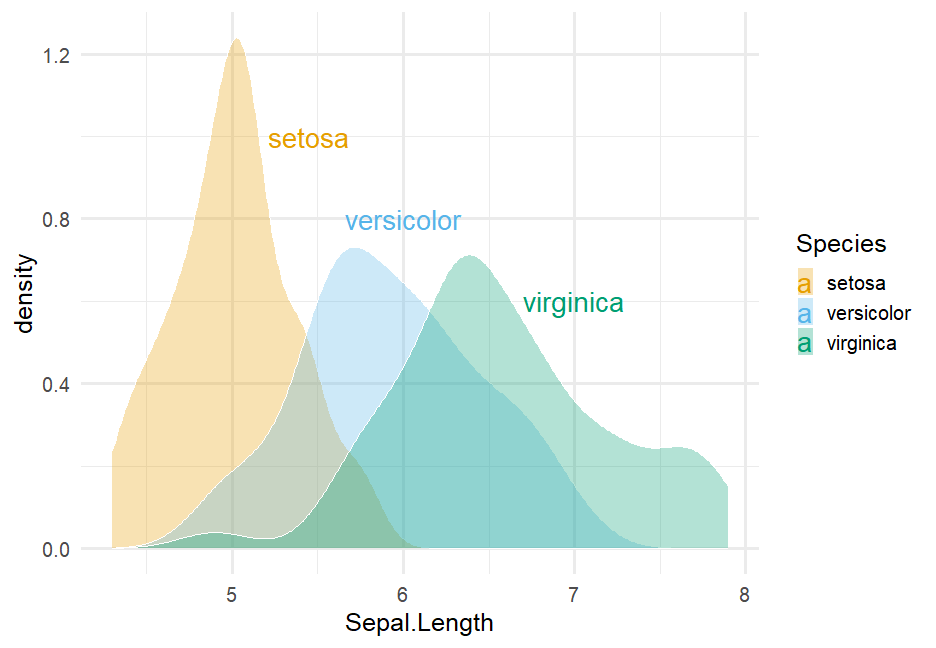 1.2
0.8
0.4
0.0
density
setosa
versicolor
virginica
5
6
7
8
Sepal.Length
Species
a setosa
a versicolor
a virginica